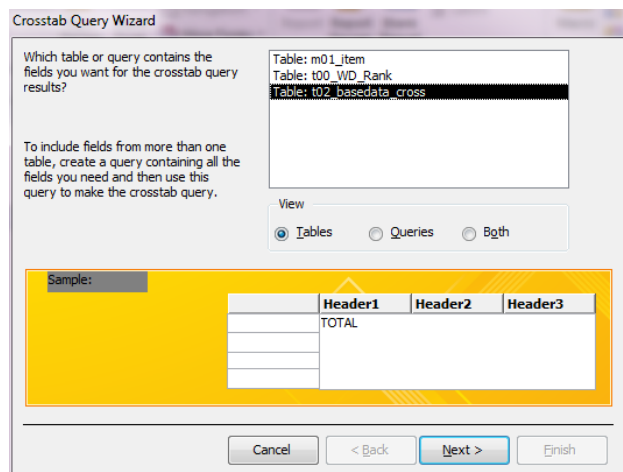 Crosstab Query Wizard
Which table or query contains the
fields you want for the crosstab query
results?
To include fields from more than one
table, create a query containing all the
fields you need and then use this
query to make the crosstab query.
Table: m01_item
Table: t00_WD_Rank
Table: t02_basedata_cross
View
Tables Queries Both
Sample:
Header1 Header2 Header3
TOTAL
Cancel < Back Next > Finish